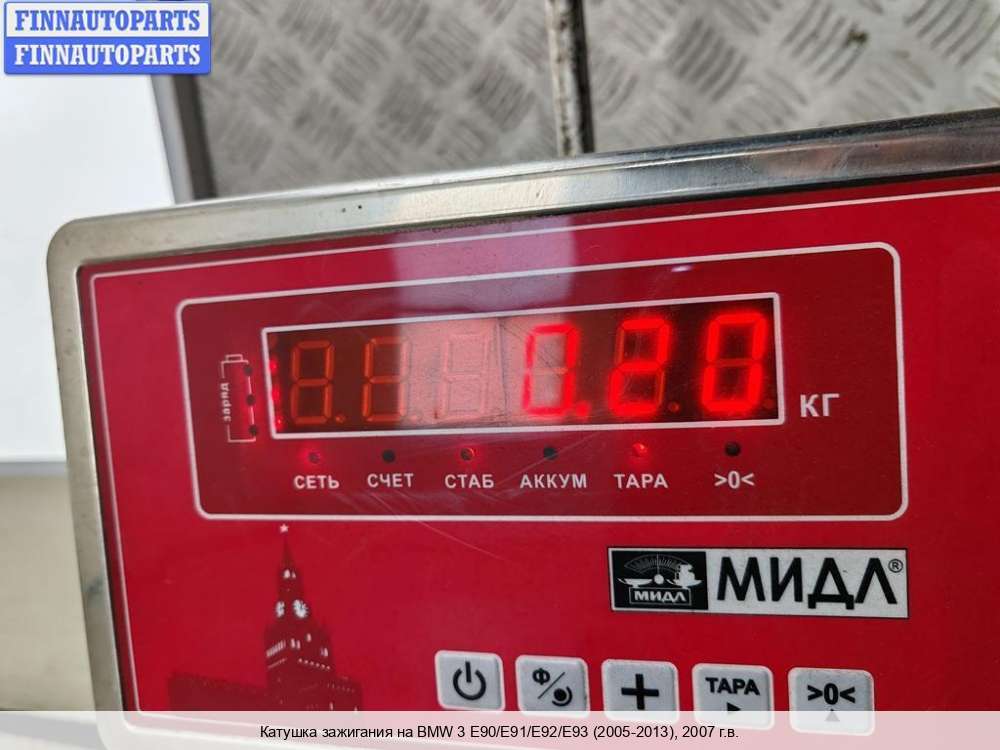 FINNAUTOPARTS
FINNAUTOPARTS
0.20
КГ
заряд
СЕТЬ СЧЕТ СТАБ АККУМ ТАРА >0<
МИДЛ МИДЛ®
Ф/ + ТАРА >0<
Катушка зажигания на BMW 3 E90/E91/E92/E93 (2005-2013), 2007 г.в.